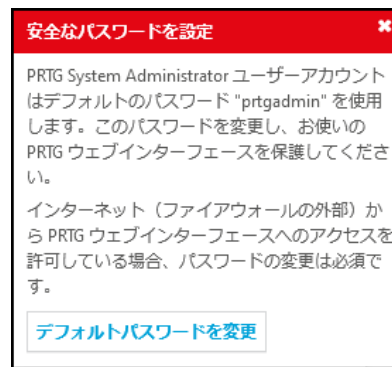 安全なパスワードを設定
PRTG System Administrator ユーザーアカウント
はデフォルトのパスワード "prtgadmin" を使用
します。このパスワードを変更し、お使いの
PRTG ウェブインターフェースを保護してくださ
い。
インターネット（ファイアウォールの外部）か
ら PRTG ウェブインターフェースへのアクセスを
許可している場合、パスワードの変更は必須で
す。
デフォルトパスワードを変更